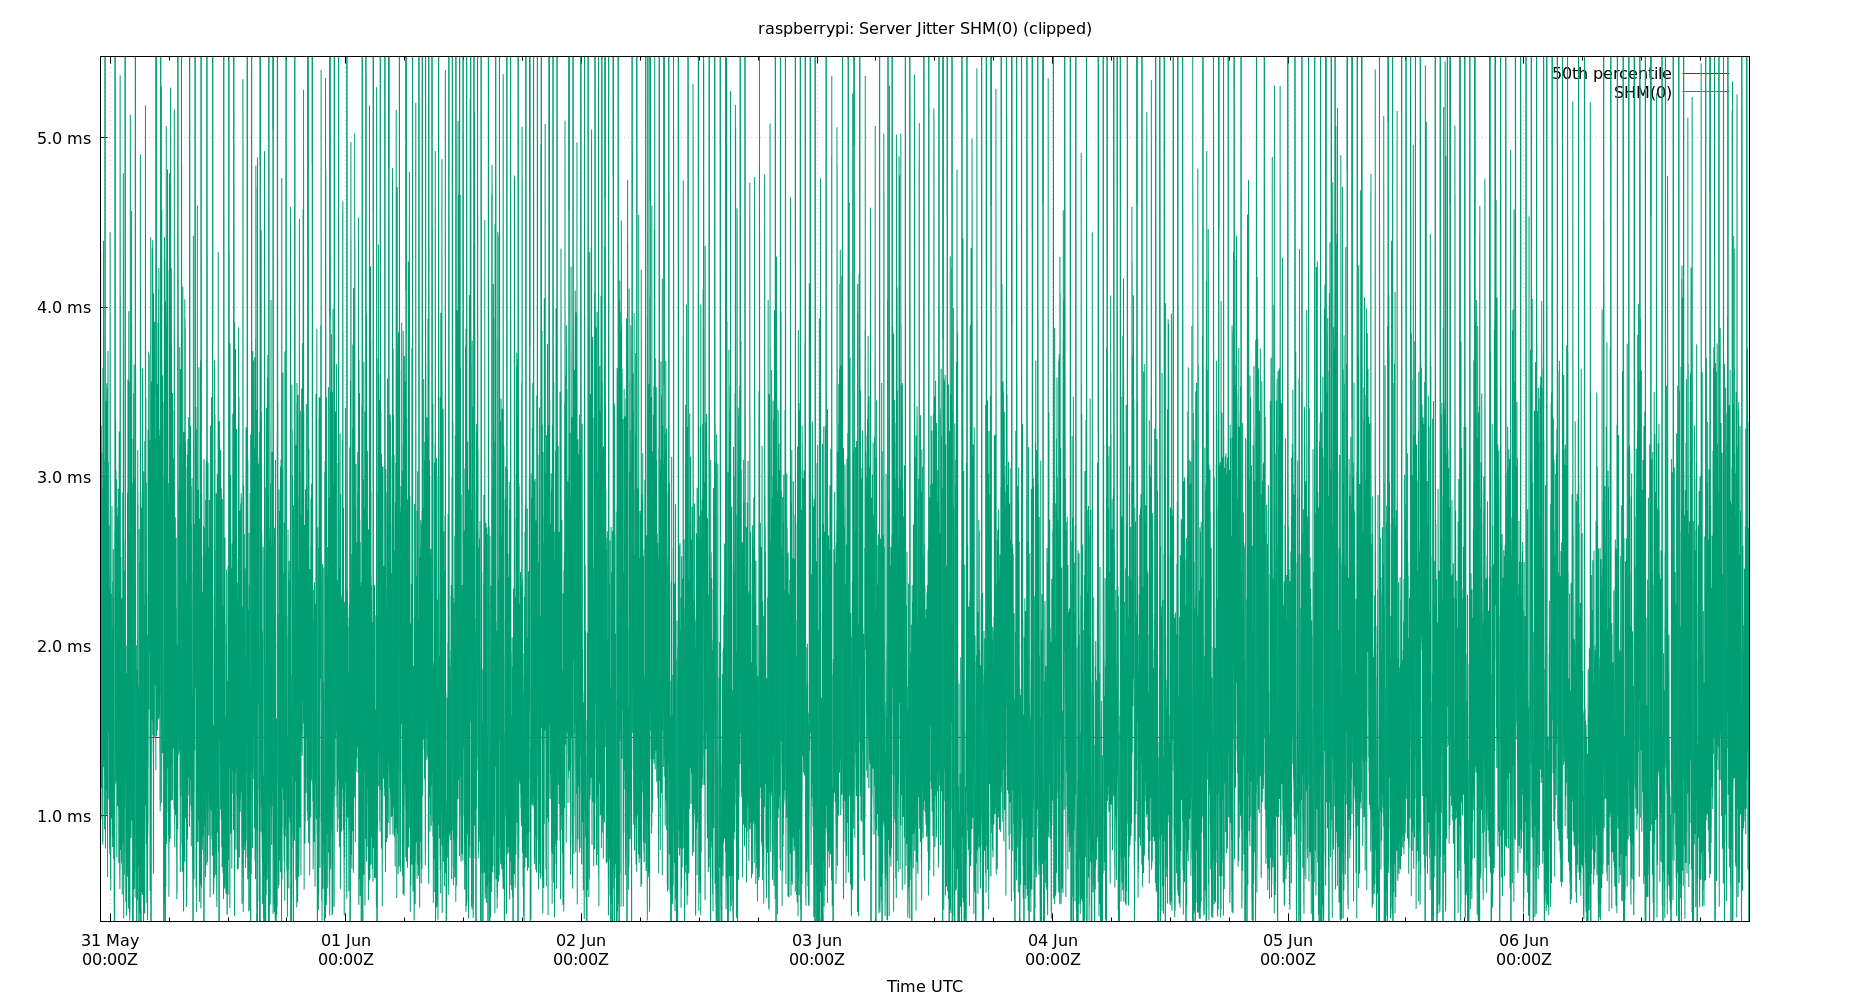 raspberrypi: Server Jitter SHM(0) (clipped)
50th percentile
SHM(0)
5.0 ms
4.0 ms
3.0 ms
2.0 ms
1.0 ms
31 May 01 Jun 02 Jun 03 Jun 04 Jun 05 Jun 06 Jun
00:00Z 00:00Z 00:00Z 00:00Z 00:00Z 00:00Z 00:00Z
Time UTC